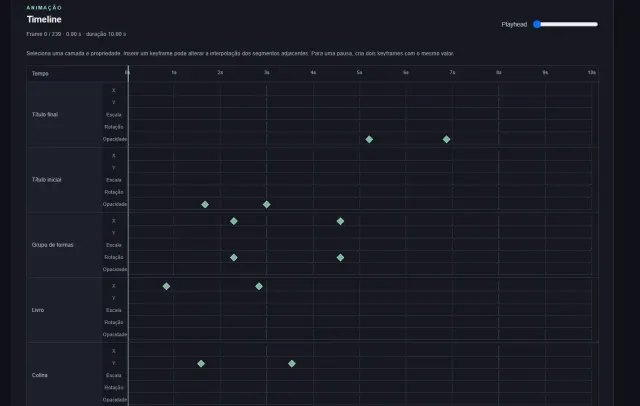 ANIMAÇÃO
Timeline
Frame 0 / 239 · 0.00 s · duração 10.00 s
Playhead
Seleciona uma camada e propriedade. Inserir um keyframe pode alterar a interpolação dos segmentos adjacentes. Para uma pausa, cria dois keyframes com o mesmo valor.
Tempo 0s 1s 2s 3s 4s 5s 6s 7s 8s 9s 10s
Título final
X
Y
Escala
Rotação
Opacidade
Título inicial
X
Y
Escala
Rotação
Opacidade
Grupo de formas
X
Y
Escala
Rotação
Opacidade
Livro
X
Y
Escala
Rotação
Opacidade
Colina
X
Y
Escala
Rotação
Opacidade